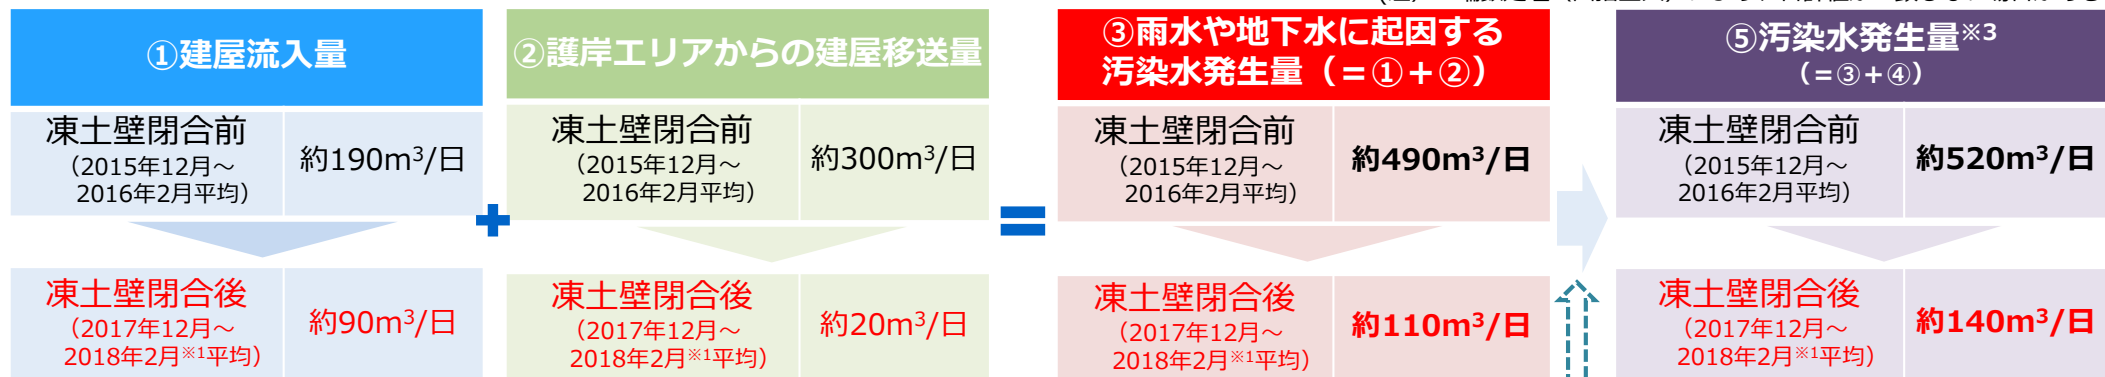 ①建屋流入量
凍土壁閉合前
（2015年12月～
2016年2月平均）
約190m³/日
凍土壁閉合後
（2017年12月～
2018年2月※1平均）
約90m³/日
+
②護岸エリアからの建屋移送量
凍土壁閉合前
（2015年12月～
2016年2月平均）
約300m³/日
凍土壁閉合後
（2017年12月～
2018年2月※1平均）
約20m³/日
=
③雨水や地下水に起因する
汚染水発生量（＝①＋②）
凍土壁閉合前
（2015年12月～
2016年2月平均）
約490m³/日
凍土壁閉合後
（2017年12月～
2018年2月※1平均）
約110m³/日
⑤汚染水発生量※3
（＝③＋④）
凍土壁閉合前
（2015年12月～
2016年2月平均）
約520m³/日
凍土壁閉合後
（2017年12月～
2018年2月※1平均）
約140m³/日